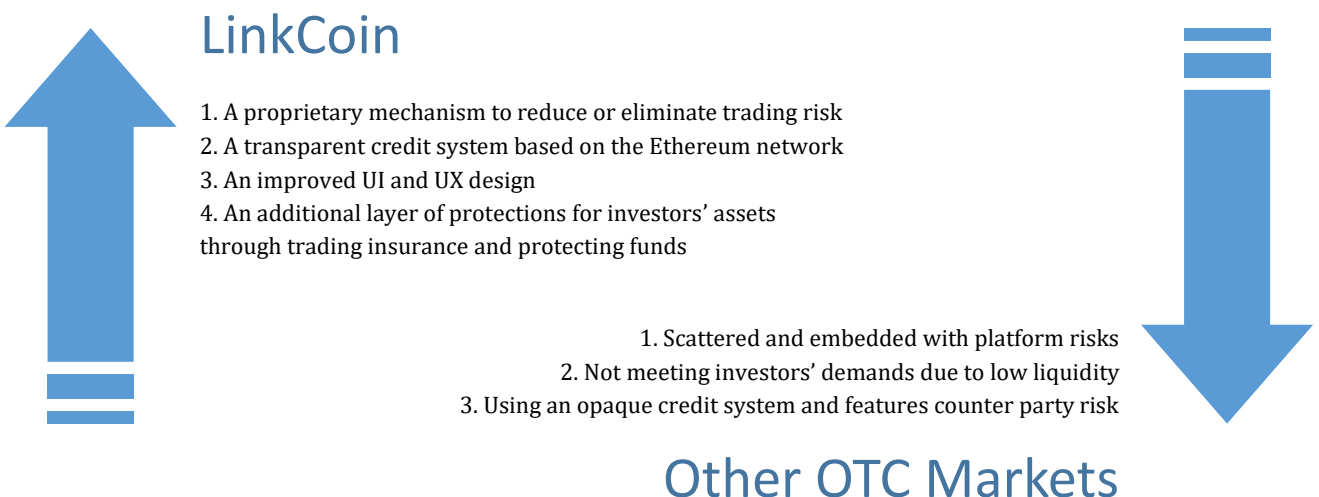 LinkCoin
1. A proprietary mechanism to reduce or eliminate trading risk
2. A transparent credit system based on the Ethereum network
3. An improved UI and UX design
4. An additional layer of protections for investors’ assets
through trading insurance and protecting funds
1. Scattered and embedded with platform risks
2. Not meeting investors’ demands due to low liquidity
3. Using an opaque credit system and features counter party risk
Other OTC Markets